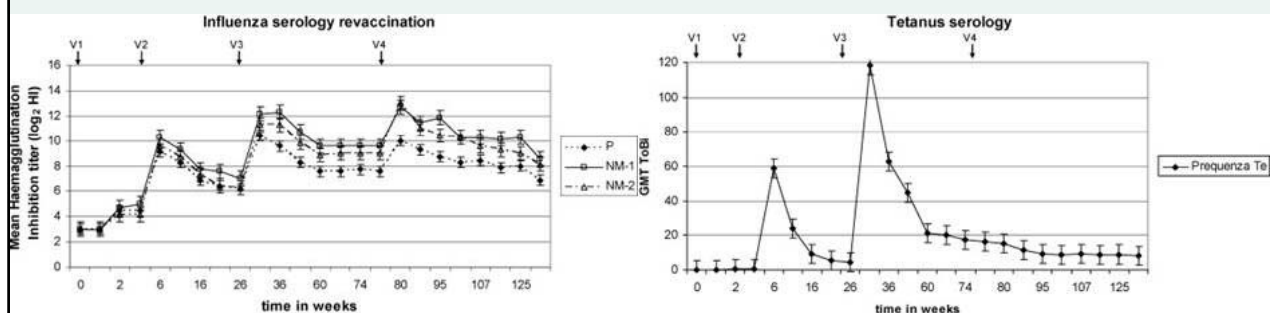 Influenza serology revaccination
V1 V2 V3 V4
Mean Haemagglutination
Inhibition titer (log₂ HI)
16
14
12
10
8
6
4
2
0
0 2 6 16 26 36 60 80 95 107 125
time in weeks
P
NM-1
NM-2
Tetanus serology
V1 V2 V3 V4
GMT ToBi
120
100
80
60
40
20
0
0 2 6 16 26 36 60 80 95 107 125
time in weeks
Prequenza Te